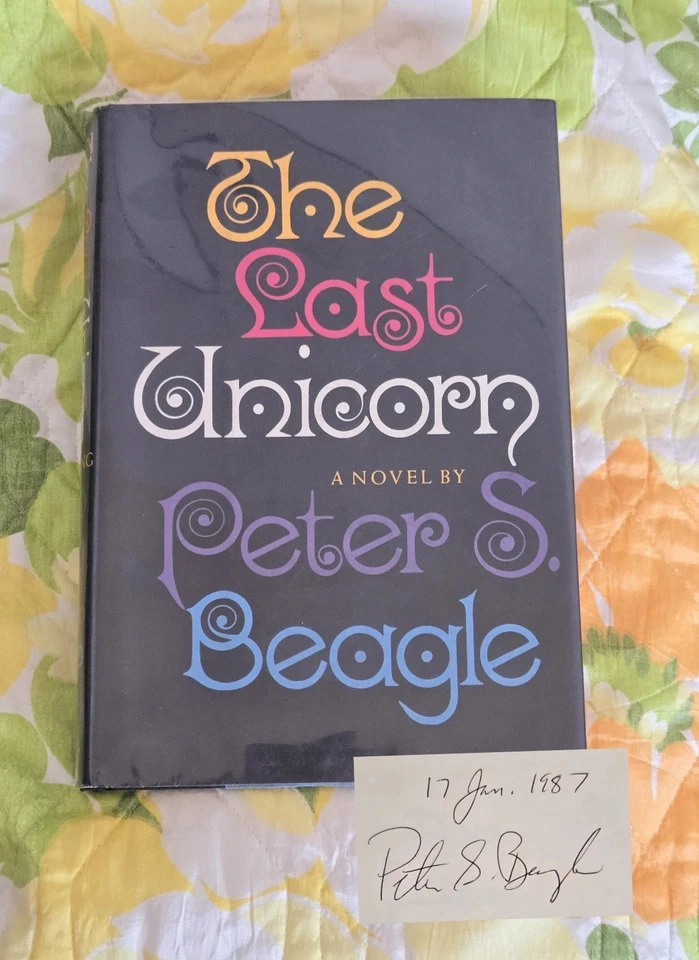 The
Last
Unicorn
A NOVEL BY
Peter S.
Beagle
17 Jan. 1987
Peter S. Beagle